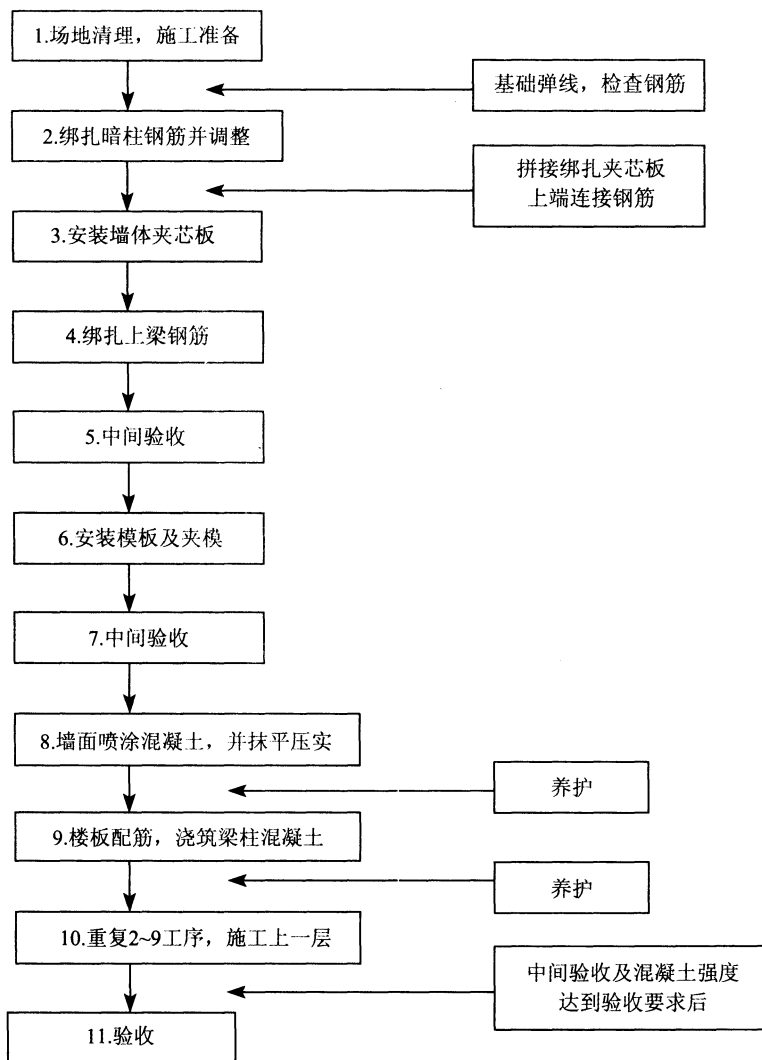 1.场地清理，施工准备
基础弹线，检查钢筋
2.绑扎暗柱钢筋并调整
拼接绑扎夹芯板
上端连接钢筋
3.安装墙体夹芯板
4.绑扎上梁钢筋
5.中间验收
6.安装模板及夹模
7.中间验收
8.墙面喷涂混凝土，并抹平压实
养护
9.楼板配筋，浇筑梁柱混凝土
养护
10.重复2~9工序，施工上一层
中间验收及混凝土强度
达到验收要求后
11.验收